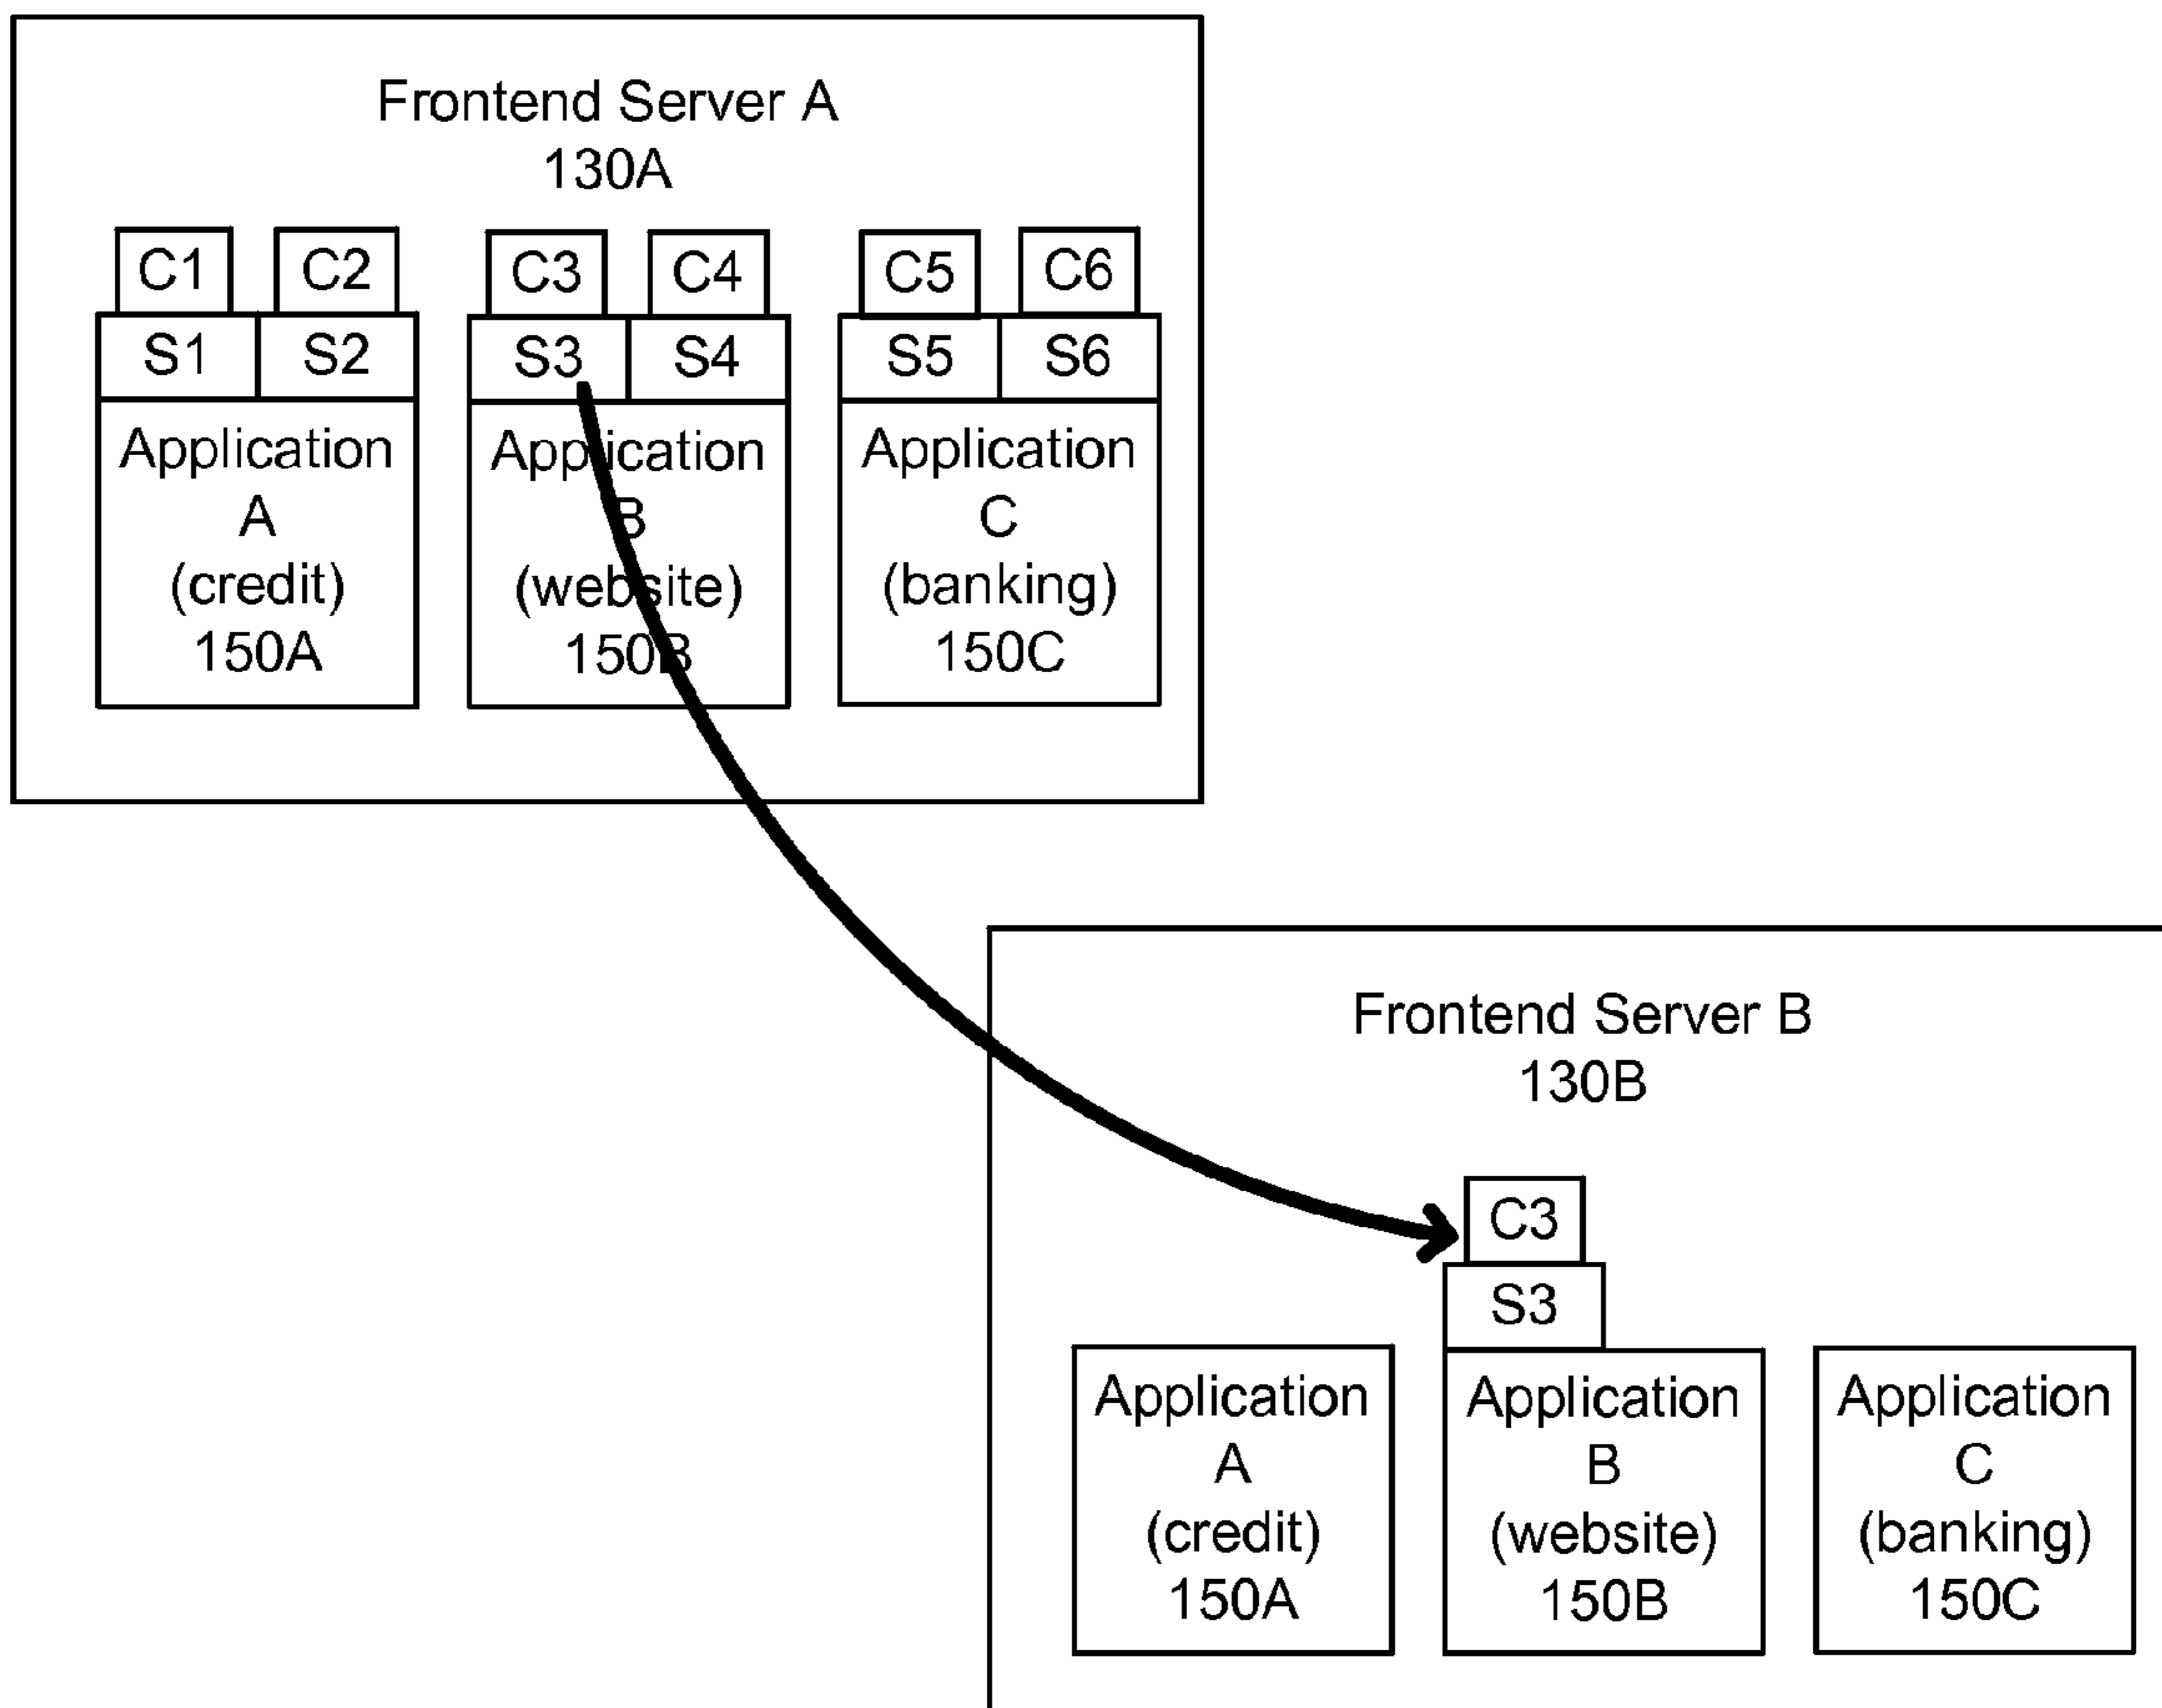 Frontend Server A
130A
C1 C2 C3 C4 C5 C6
S1 S2 S3 S4 S5 S6
Application Application Application
A B C
(credit) (website) (banking)
150A 150B 150C
Frontend Server B
130B
C3
S3
Application Application Application
A B C
(credit) (website) (banking)
150A 150B 150C